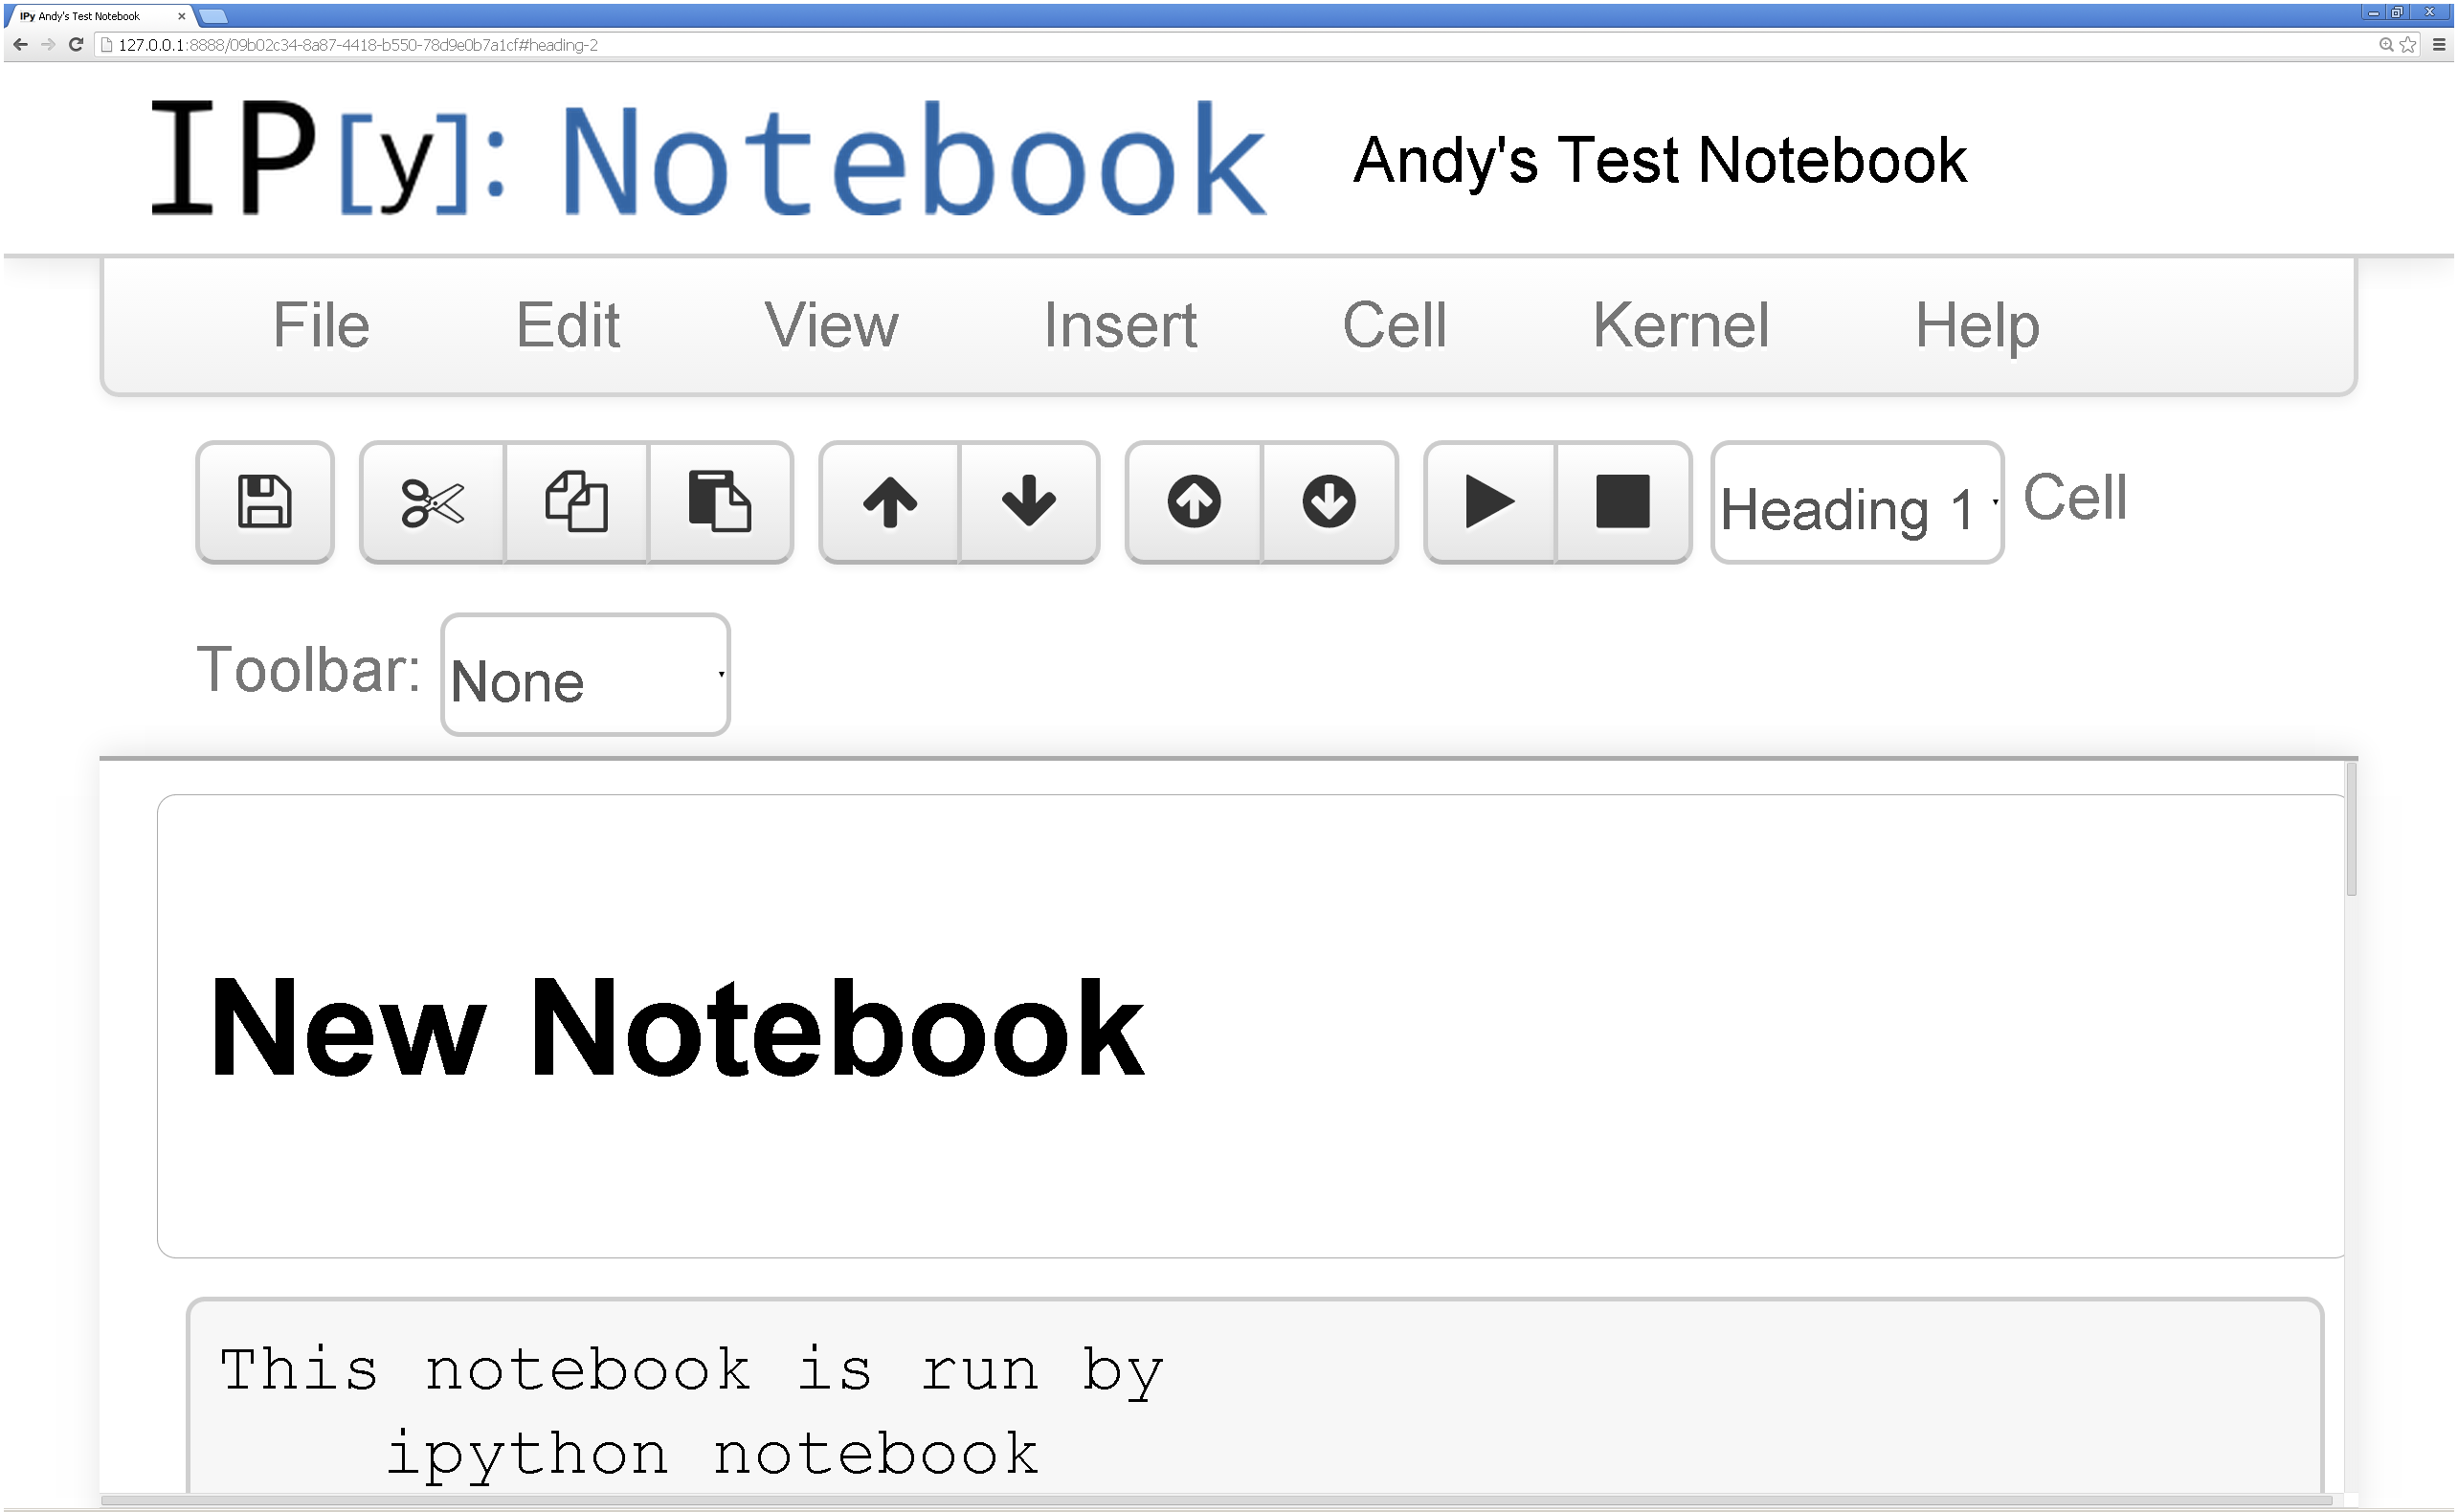 IPy Andy's Test Notebook
127.0.0.1:8888/09b02c34-8a87-4418-b550-78d9e0b7a1cf#heading-2
IP[y]: Notebook Andy's Test Notebook
File Edit View Insert Cell Kernel Help
Heading 1 Cell
Toolbar: None
New Notebook
This notebook is run by
ipython notebook